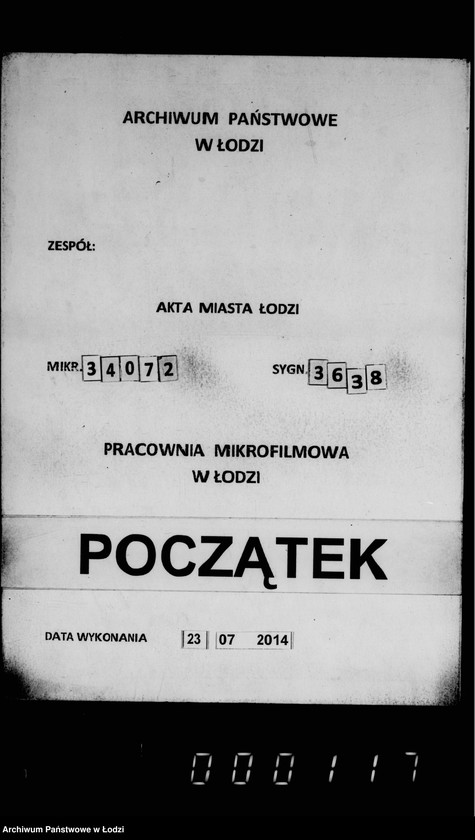 ARCHIWUM PAŃSTWOWE
W ŁODZI
ZESPÓŁ:
AKTA MIASTA ŁODZI
MIKR. 34072 SYGN. 3638
PRACOWNIA MIKROFILMOWA
W ŁODZI
POCZĄTEK
DATA WYKONANIA 23 07 2014
000117
Archiwum Państwowe w Łodzi